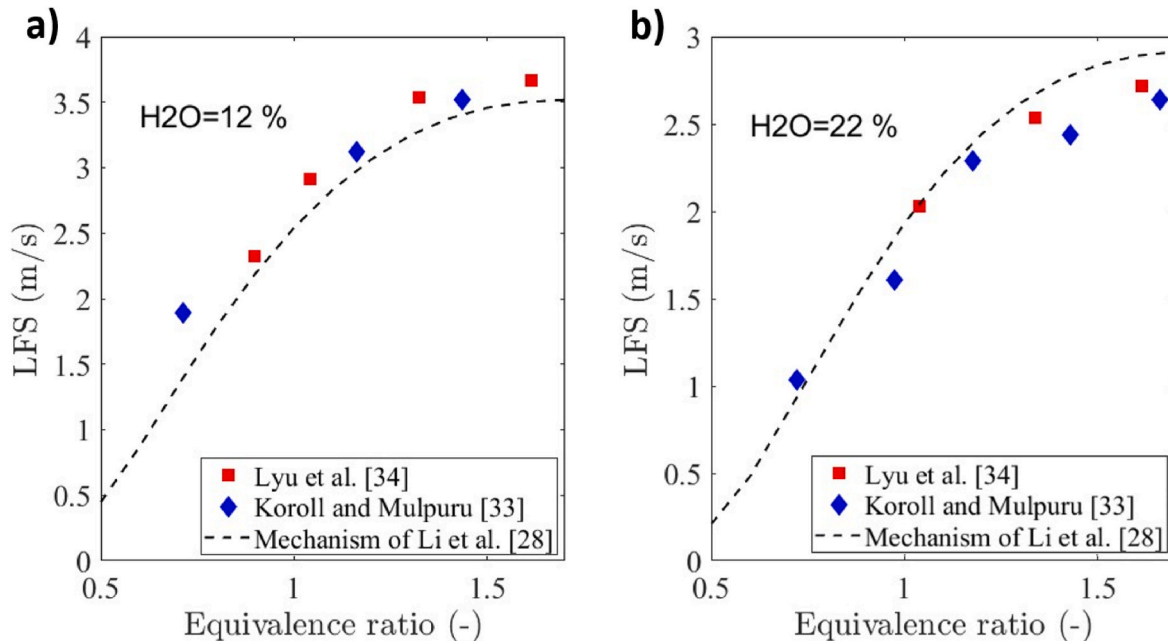 a)
4
3.5
3
2.5
2
1.5
1
0.5
0
LFS (m/s)
H2O=12 %
Lyu et al. [34]
Koroll and Mulpuru [33]
Mechanism of Li et al. [28]
0.5 1 1.5
Equivalence ratio (-)
b)
3
2.5
2
1.5
1
0.5
0
LFS (m/s)
H2O=22 %
Lyu et al. [34]
Koroll and Mulpuru [33]
Mechanism of Li et al. [28]
0.5 1 1.5
Equivalence ratio (-)